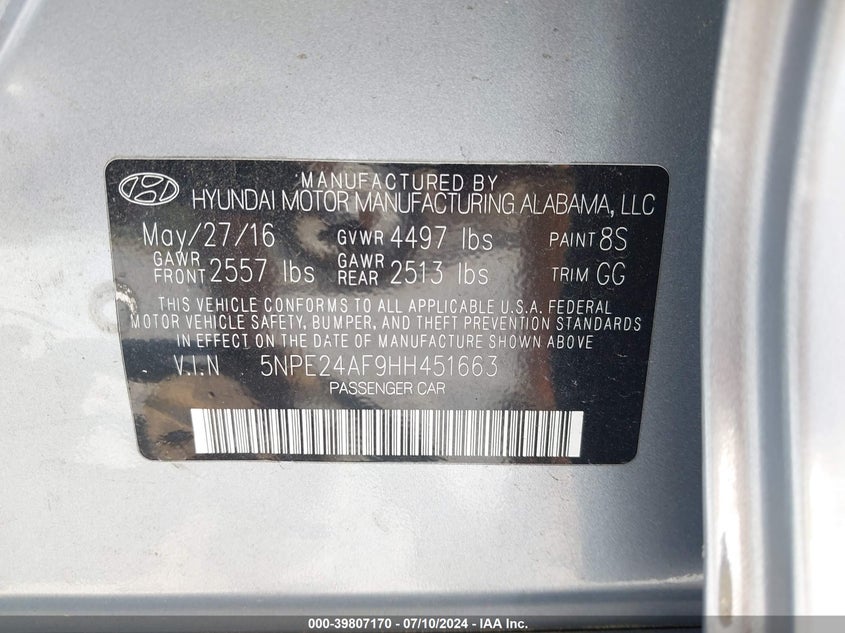 MANUFACTURED BY
HYUNDAI MOTOR MANUFACTURING ALABAMA, LLC
May/27/16 GVWR 4497 lbs PAINT 8S
GAWR FRONT 2557 lbs GAWR REAR 2513 lbs TRIM GG
THIS VEHICLE CONFORMS TO ALL APPLICABLE U.S.A. FEDERAL
MOTOR VEHICLE SAFETY, BUMPER, AND THEFT PREVENTION STANDARDS
IN EFFECT ON THE DATE OF MANUFACTURE SHOWN ABOVE
V.I.N 5NPE24AF9HH451663
PASSENGER CAR
000-39807170 - 07/10/2024 - IAA Inc.